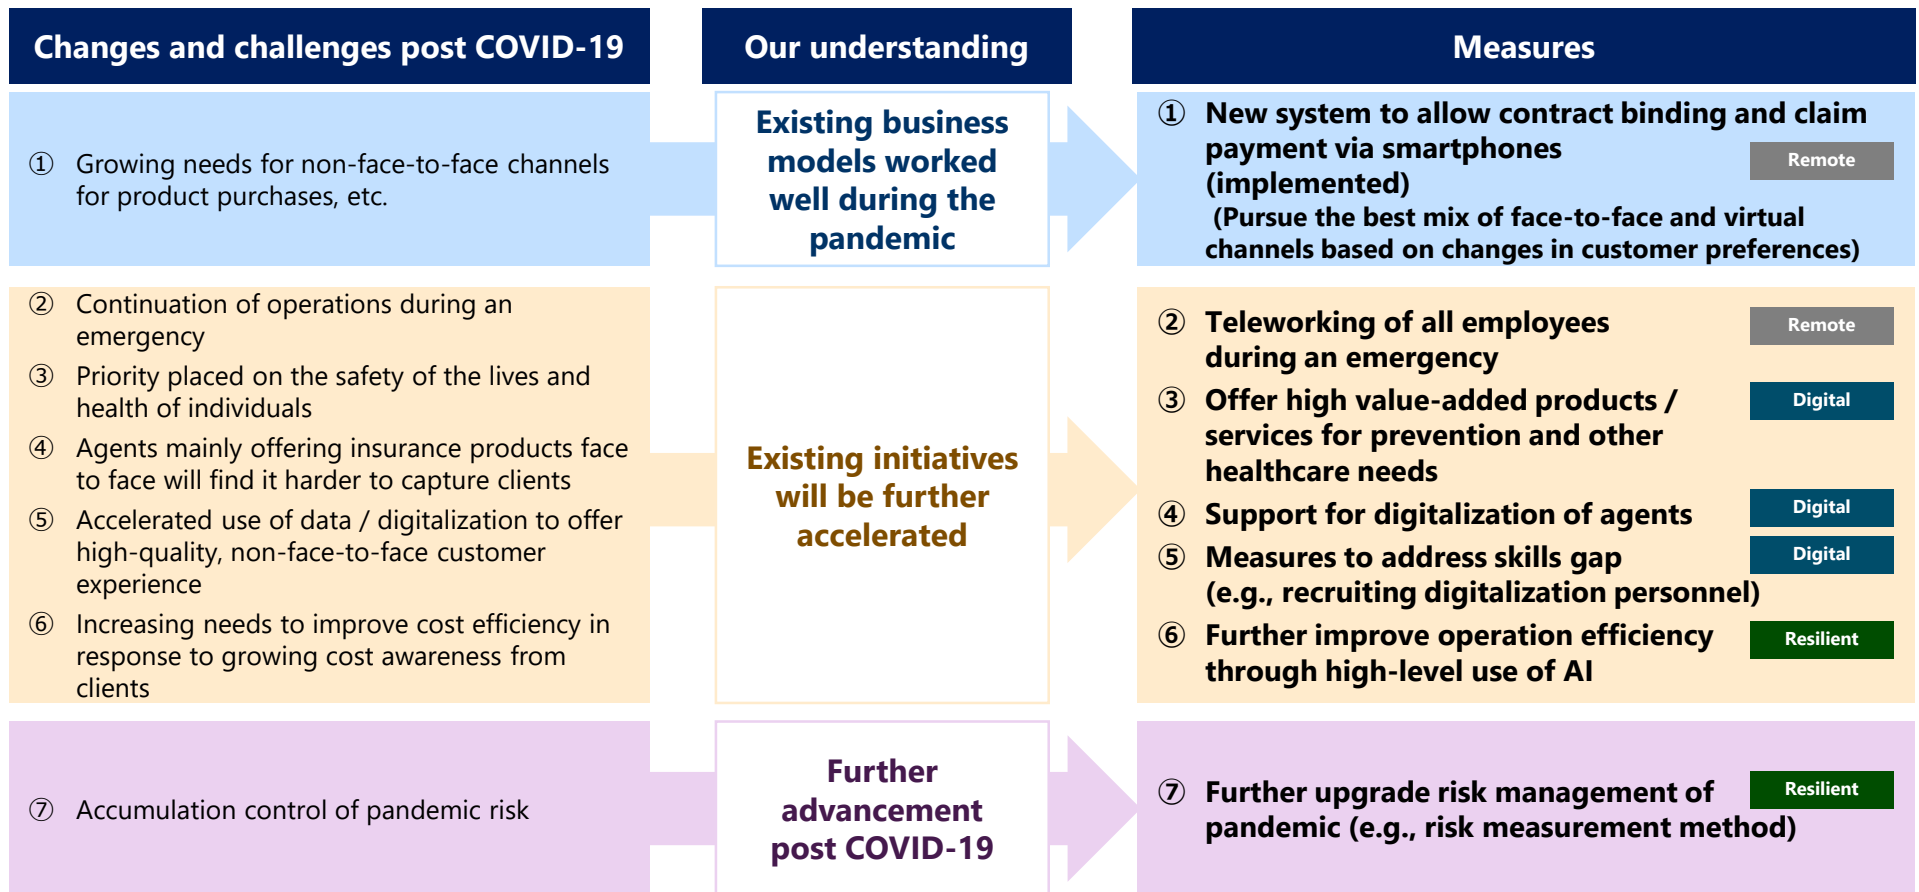 Changes and challenges post COVID-19
Our understanding
Measures
① Growing needs for non-face-to-face channels
for product purchases, etc.
Existing business
models worked
well during the
pandemic
① New system to allow contract binding and claim
payment via smartphones
(implemented)
Remote
(Pursue the best mix of face-to-face and virtual
channels based on changes in customer preferences)
② Continuation of operations during an
emergency
③ Priority placed on the safety of the lives and
health of individuals
④ Agents mainly offering insurance products face
to face will find it harder to capture clients
⑤ Accelerated use of data / digitalization to offer
high-quality, non-face-to-face customer
experience
⑥ Increasing needs to improve cost efficiency in
response to growing cost awareness from
clients
Existing initiatives
will be further
accelerated
② Teleworking of all employees
during an emergency
Remote
③ Offer high value-added products /
services for prevention and other
healthcare needs
Digital
④ Support for digitalization of agents
Digital
⑤ Measures to address skills gap
(e.g., recruiting digitalization personnel)
Digital
⑥ Further improve operation efficiency
through high-level use of AI
Resilient
⑦ Accumulation control of pandemic risk
Further
advancement
post COVID-19
⑦ Further upgrade risk management of
pandemic (e.g., risk measurement method)
Resilient